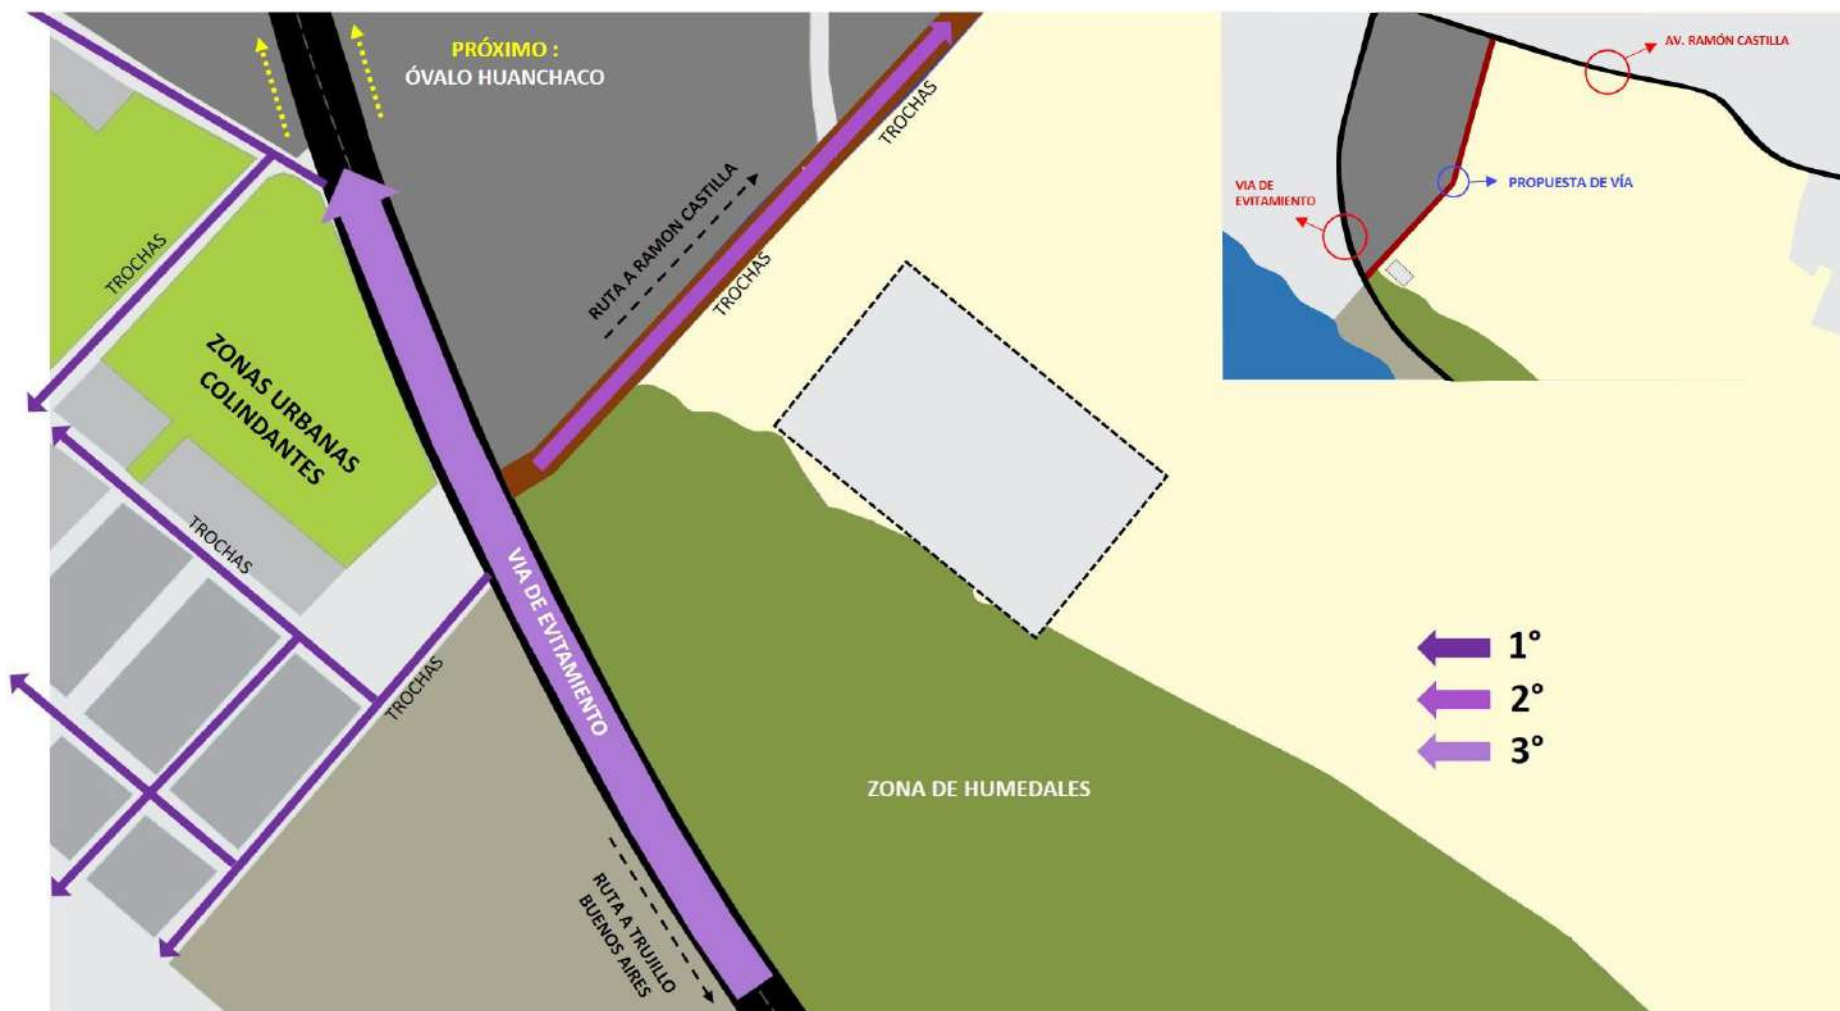 PRÓXIMO :
ÓVALO HUANCHACO
TROCHAS
RUTA A RAMON CASTILLA
TROCHAS
TROCHAS
ZONAS URBANAS
COLINDANTES
TROCHAS
TROCHAS
VIA DE EVITAMIENTO
RUTA A TRUJILLO
BUENOS AIRES
ZONA DE HUMEDALES
AV. RAMÓN CASTILLA
VIA DE
EVITAMIENTO
PROPUESTA DE VÍA
1°
2°
3°